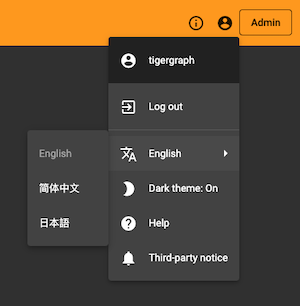 Admin
tigergraph
Log out
English
English
简体中文
Dark theme: On
日本語
Help
Third-party notice